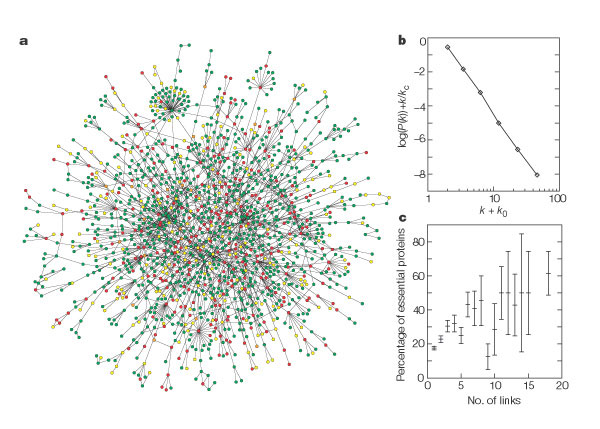 a
b
0
–2
–4
–6
–8
log(P(k))+k/kc
1
10
100
k + k0
c
80
60
40
20
0
Percentage of essential proteins
0
5
10
15
20
No. of links